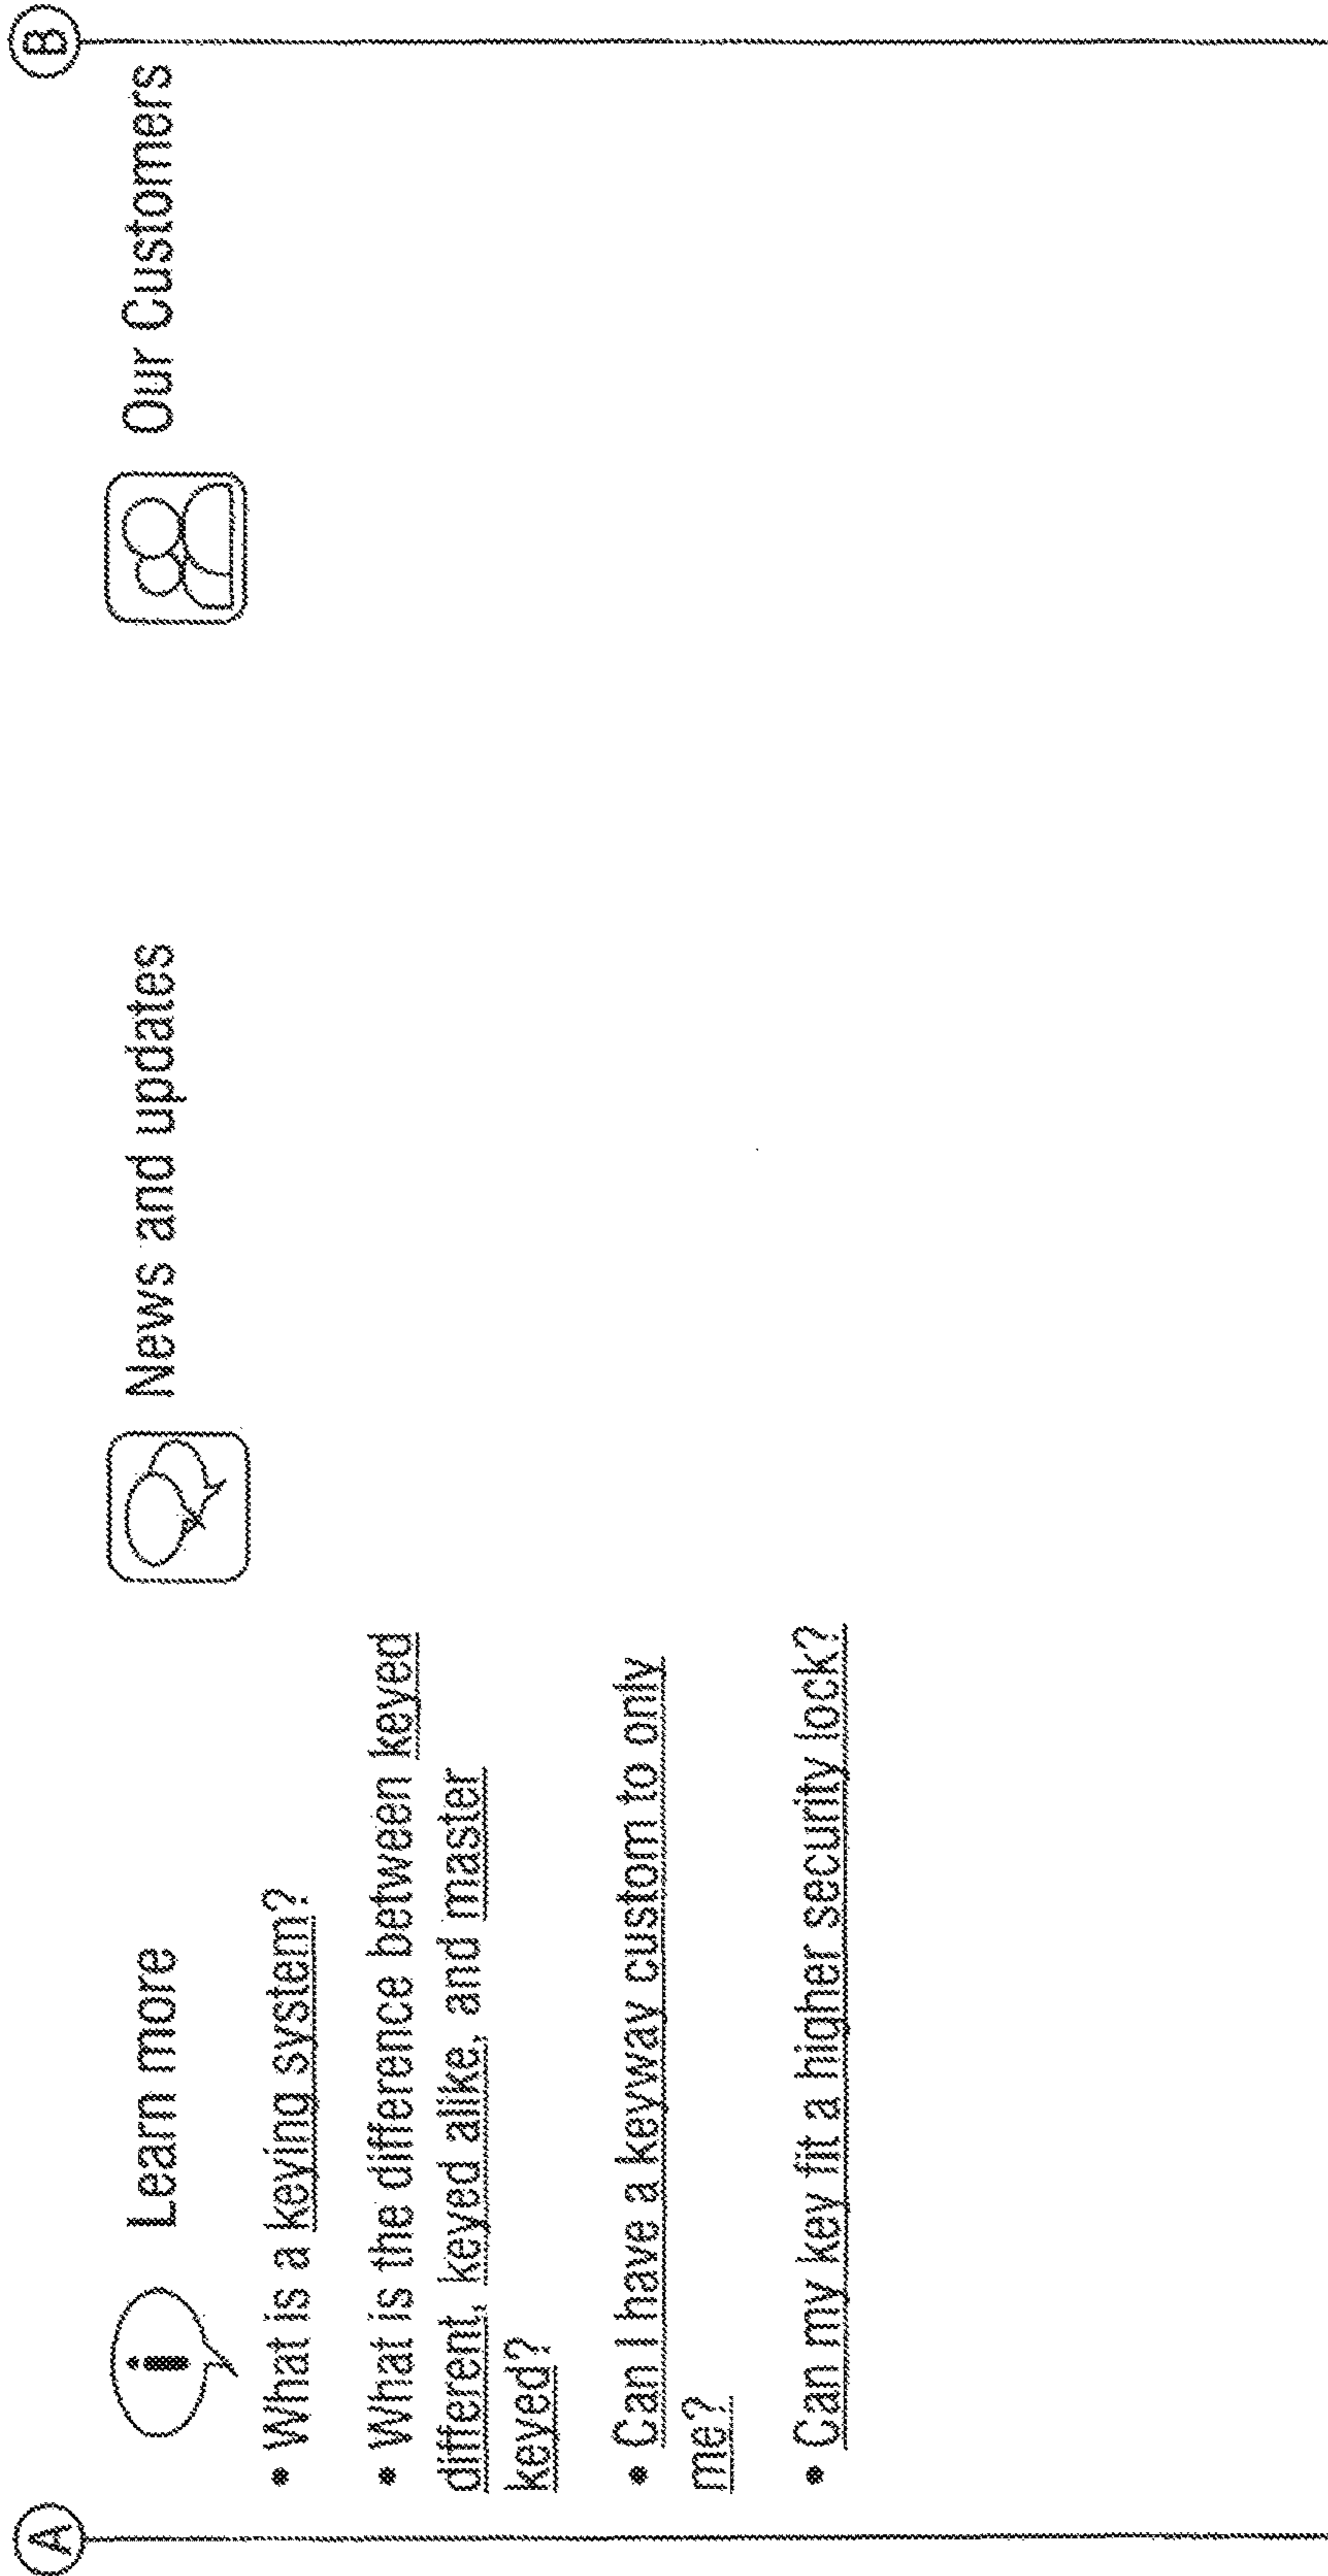 A
B
i
Learn more
• What is a keying system?
• What is the difference between keyed
different, keyed alike, and master
keyed?
• Can I have a keyway custom to only
me?
• Can my key fit a higher security lock?
News and updates
Our Customers